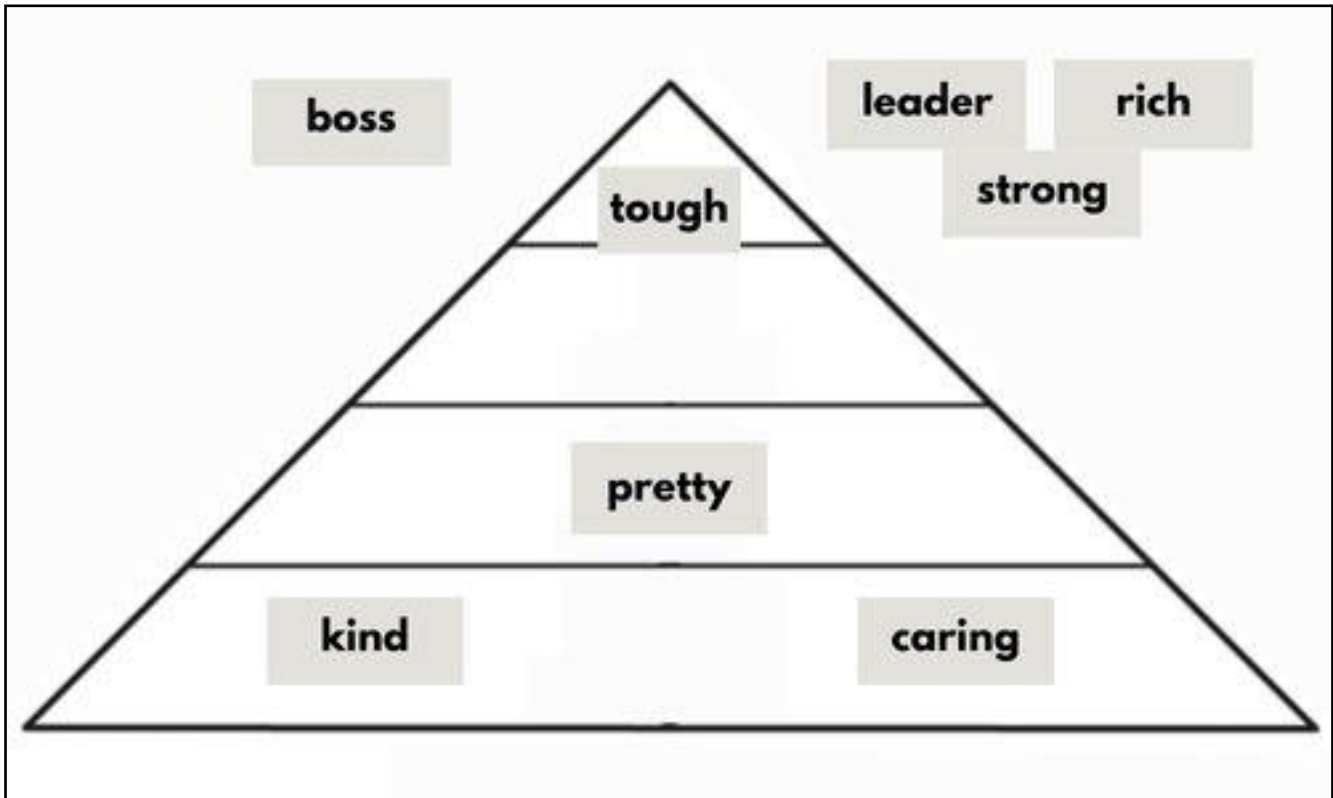 boss
leader
rich
strong
tough
pretty
kind
caring